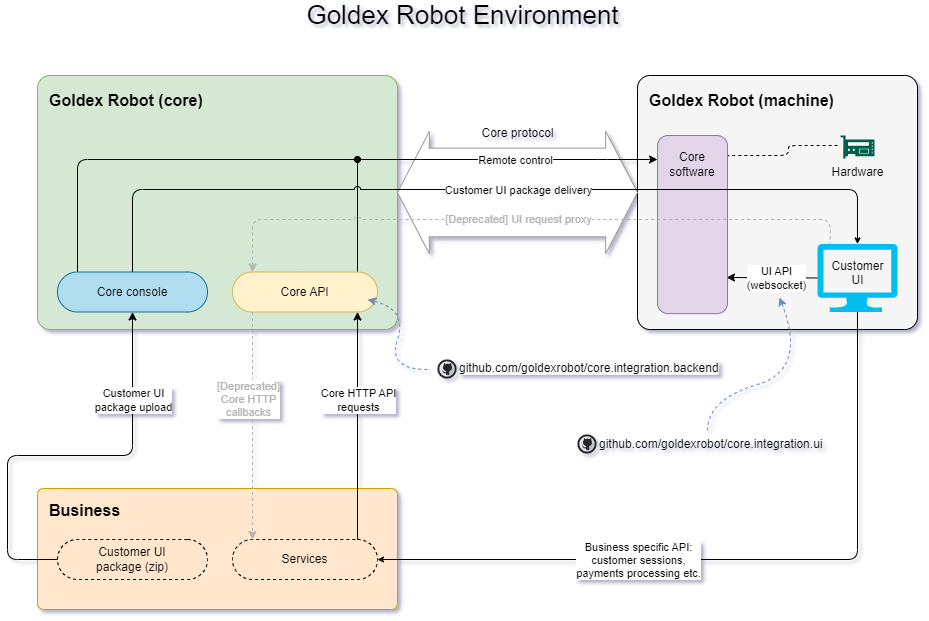 Goldex Robot Environment
Goldex Robot (core)
Goldex Robot (machine)
Core protocol
Remote control
Customer UI package delivery
[Deprecated] UI request proxy
Core
software
Hardware
Core console
Core API
UI API
(websocket)
Customer
UI
github.com/goldexrobot/core.integration.backend
Customer UI
package upload
[Deprecated]
Core HTTP
callbacks
Core HTTP API
requests
github.com/goldexrobot/core.integration.ui
Business
Customer UI
package (zip)
Services
Business specific API:
customer sessions,
payments processing etc.